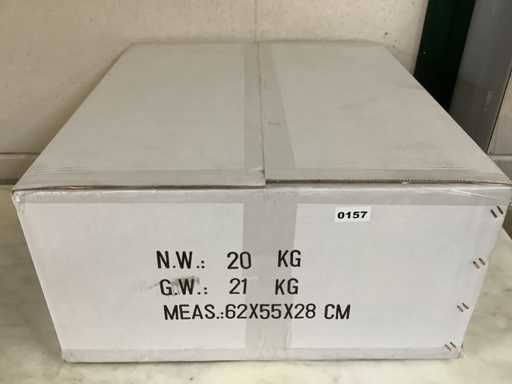 0157
N.W.: 20 KG
G.W.: 21 KG
MEAS.:62X55X28 CM